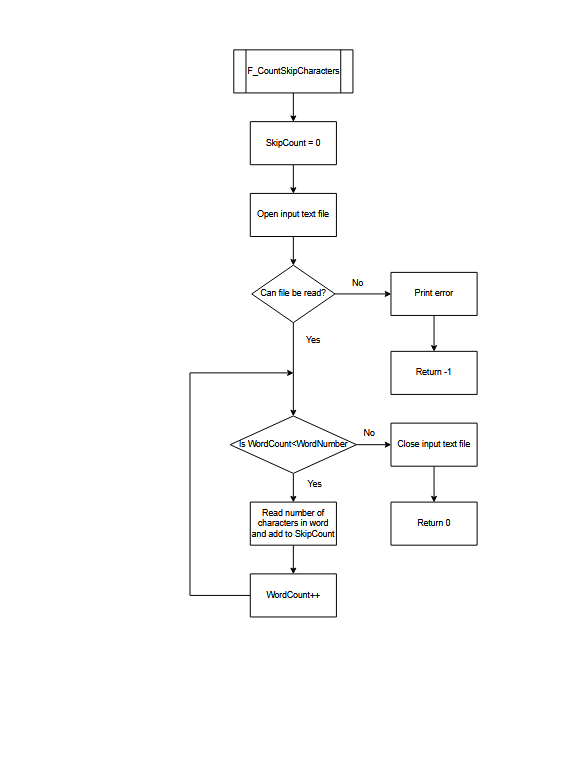 F_CountSkipCharacters
SkipCount = 0
Open input text file
Can file be read?
No
Print error
Yes
Return -1
Is WordCount<WordNumber
No
Close input text file
Yes
Read number of
characters in word
and add to SkipCount
Return 0
WordCount++